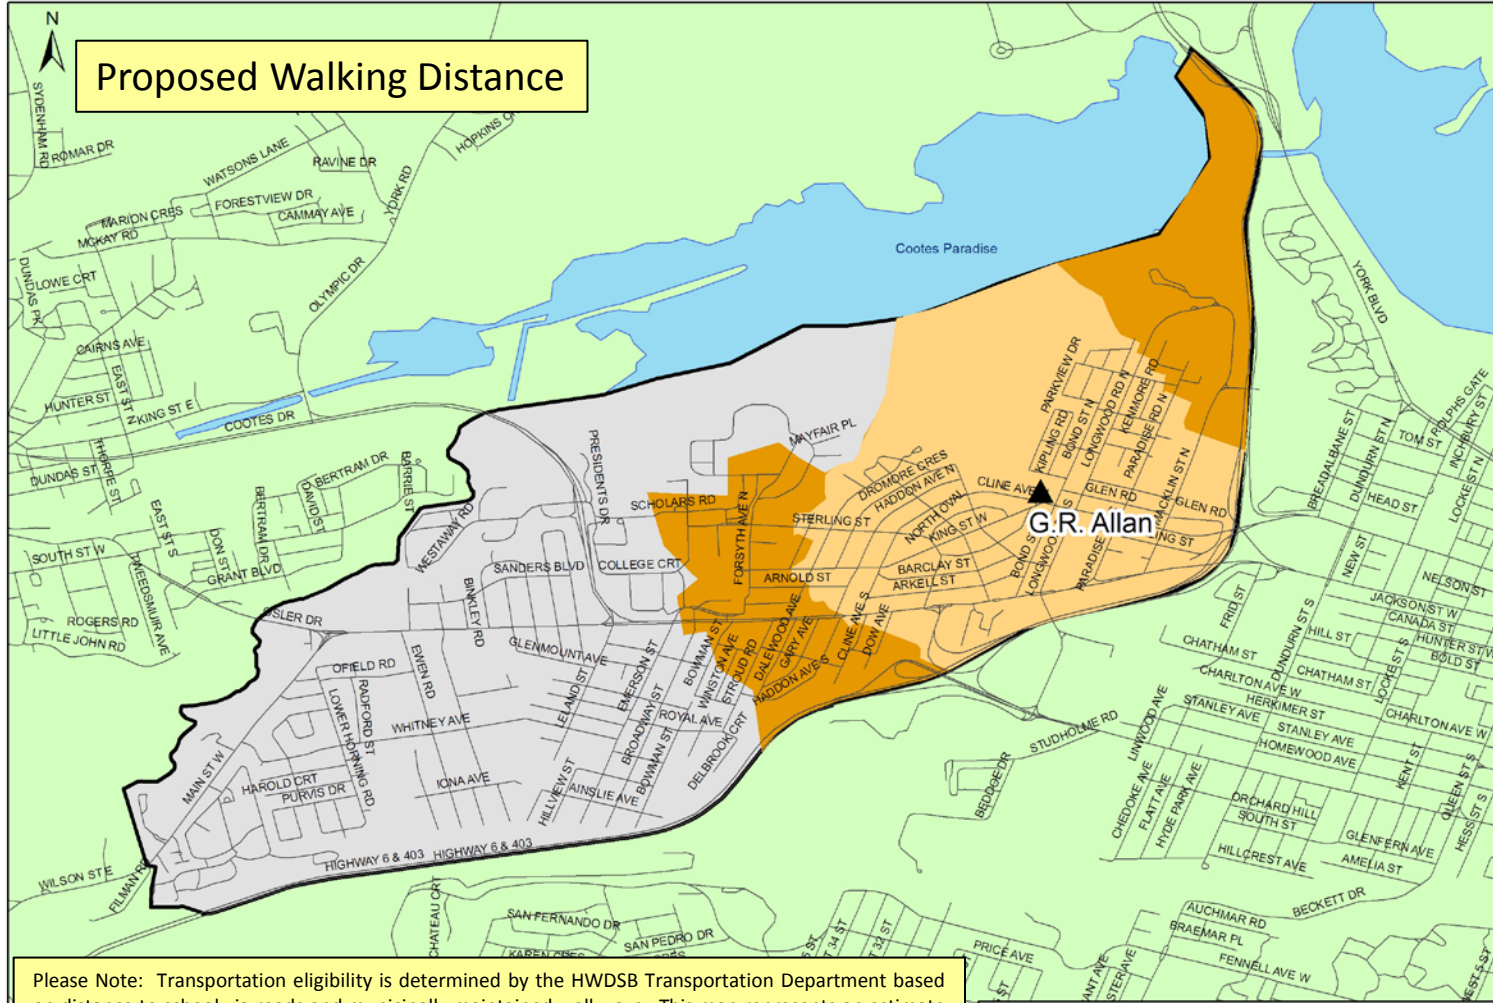 N
Proposed Walking Distance
SYDENHAM RD
ROMAR DR
WATSONS LANE
RAVINE DR
HOPKINS
FORESTVIEW DR
CAMMAY AVE
YORK RD
MARION CRES
MCKAY RD
DUNDAS PK
LOWE CRT
OLYMPIC DR
Cootes Paradise
YORK BLVD
CAIRNS AVE
EAST ST N
HUNTER ST
KING ST E
COOTES DR
DUNDAS ST
THORPE ST
BERTRAM DR
DAVID ST
BARRIE ST
BERTRAM DR
EAST ST S
DON ST
SOUTH ST W
TWEEDSMUIR AVE
GRANT BLVD
ROGERS RD
LITTLE JOHN RD
OSLER DR
WESTAWAY RD
PRESIDENTS DR
MAYFAIR PL
SCHOLARS RD
FORSYTH AVE N
STERLING ST
DROMORE CRES
HADDON AVE N
NORTH OVAL
KING ST W
CLINE AVE
PARKVIEW DR
KIPLING RD
BOND ST N
LONGWOOD RD N
KENMORE RD
PARADISE RD N
MACKLIN ST N
GLEN RD
GLEN RD
G.R. Allan
ING ST
BOND S
LONGWOO
S
PARADISE
BARCLAY ST
ARKELL ST
ARNOLD ST
SANDERS BLVD
COLLEGE CRT
BINKLEY RD
GLENMOUNT AVE
EMERSON ST
LELAND ST
BOWMAN ST
WINSTON AVE
STROUD RD
DALEWOOD AVE
GARY AVE
HADDON AVE S
CLINE AVE S
DOW AVE
OFIELD RD
EWEN RD
RADFORD ST
LOWER HORNING RD
WHITNEY AVE
BROADWAY ST
ROYAL AVE
BOWMAN ST
DELBROOK CRT
MAIN ST W
HAROLD CRT
PURVIS DR
IONA AVE
HILLVIEW ST
AINSLIE AVE
HIGHWAY 6 & 403
HIGHWAY 6 & 403
WILSON ST E
FILMAN RD
CHATEAU CRT
SAN FERNANDO DR
SAN PEDRO DR
KAREN CRES
34 ST
32 ST
PRICE AVE
STUDHOLME RD
BEDDOE DR
BREADALBANE ST
DUNDURN ST N
TOM ST
ROLPHS GATE
INCHBURY ST
LOCKE ST N
HEAD ST
NEW ST
NELSON ST
FRID ST
JACKSON ST W
CANADA ST
HUNTER ST W
BOLD ST
HILL ST
CHATHAM ST
DUNDURN ST S
CHATHAM ST
LOCKE ST S
CHARLTON AVE W
HERKIMER ST
STANLEY AVE
STANLEY AVE
CHARLTON AVE W
HOMEWOOD AVE
LINWOOD AVE
CHEDOKE AVE
FLATT AVE
HYDE PARK AVE
KENT ST
QUEEN ST S
HESS ST S
ORCHARD HILL
SOUTH ST
GLENFERN AVE
HILLCREST AVE
AMELIA ST
BECKETT DR
AUCHMAR RD
BRAEMAR PL
FENNELL AVE W
Please Note: Transportation eligibility is determined by the HWDSB Transportation Department based